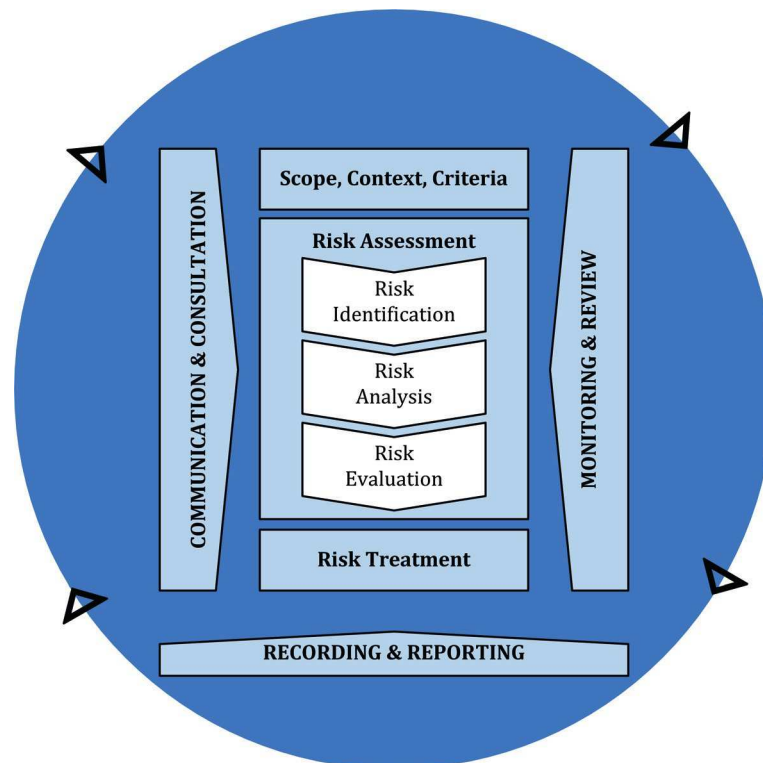 Scope, Context, Criteria
COMMUNICATION & CONSULTATION
Risk Assessment
Risk
Identification
Risk
Analysis
Risk
Evaluation
MONITORING & REVIEW
Risk Treatment
RECORDING & REPORTING